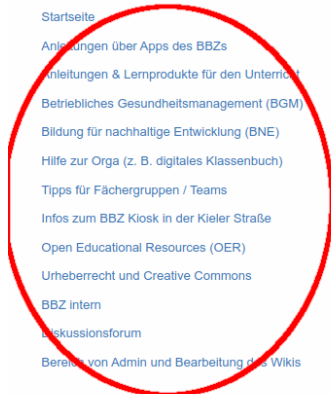 Startseite
Anleitungen über Apps des BBZs
Anleitungen & Lernprodukte für den Unterricht
Betriebliches Gesundheitsmanagement (BGM)
Bildung für nachhaltige Entwicklung (BNE)
Hilfe zur Orga (z. B. digitales Klassenbuch)
Tipps für Fächergruppen / Teams
Infos zum BBZ Kiosk in der Kieler Straße
Open Educational Resources (OER)
Urheberrecht und Creative Commons
BBZ intern
Diskussionsforum
Bereich von Admin und Bearbeitung des Wikis